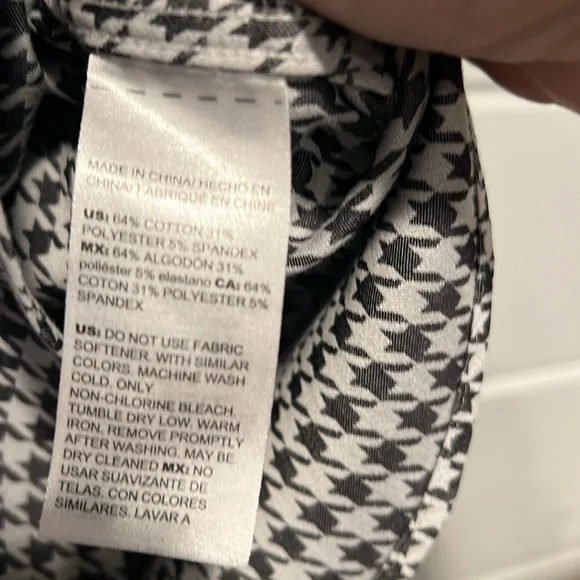 MADE IN CHINA/ HECHO EN
CHINA/ FABRIQUÉ EN CHINE
US: 64% COTTON 31%
POLYESTER 5% SPANDEX
MX: 64% ALGODÓN 31%
poliéster 5% elastano CA: 64%
COTON 31% POLYESTER 5%
SPANDEX
US: DO NOT USE FABRIC
SOFTENER. WITH SIMILAR
COLORS. MACHINE WASH
COLD. ONLY
NON-CHLORINE BLEACH.
TUMBLE DRY LOW. WARM
IRON. REMOVE PROMPTLY
AFTER WASHING. MAY BE
DRY CLEANED MX: NO
USAR SUAVIZANTE DE
TELAS. CON COLORES
SIMILARES. LAVAR A